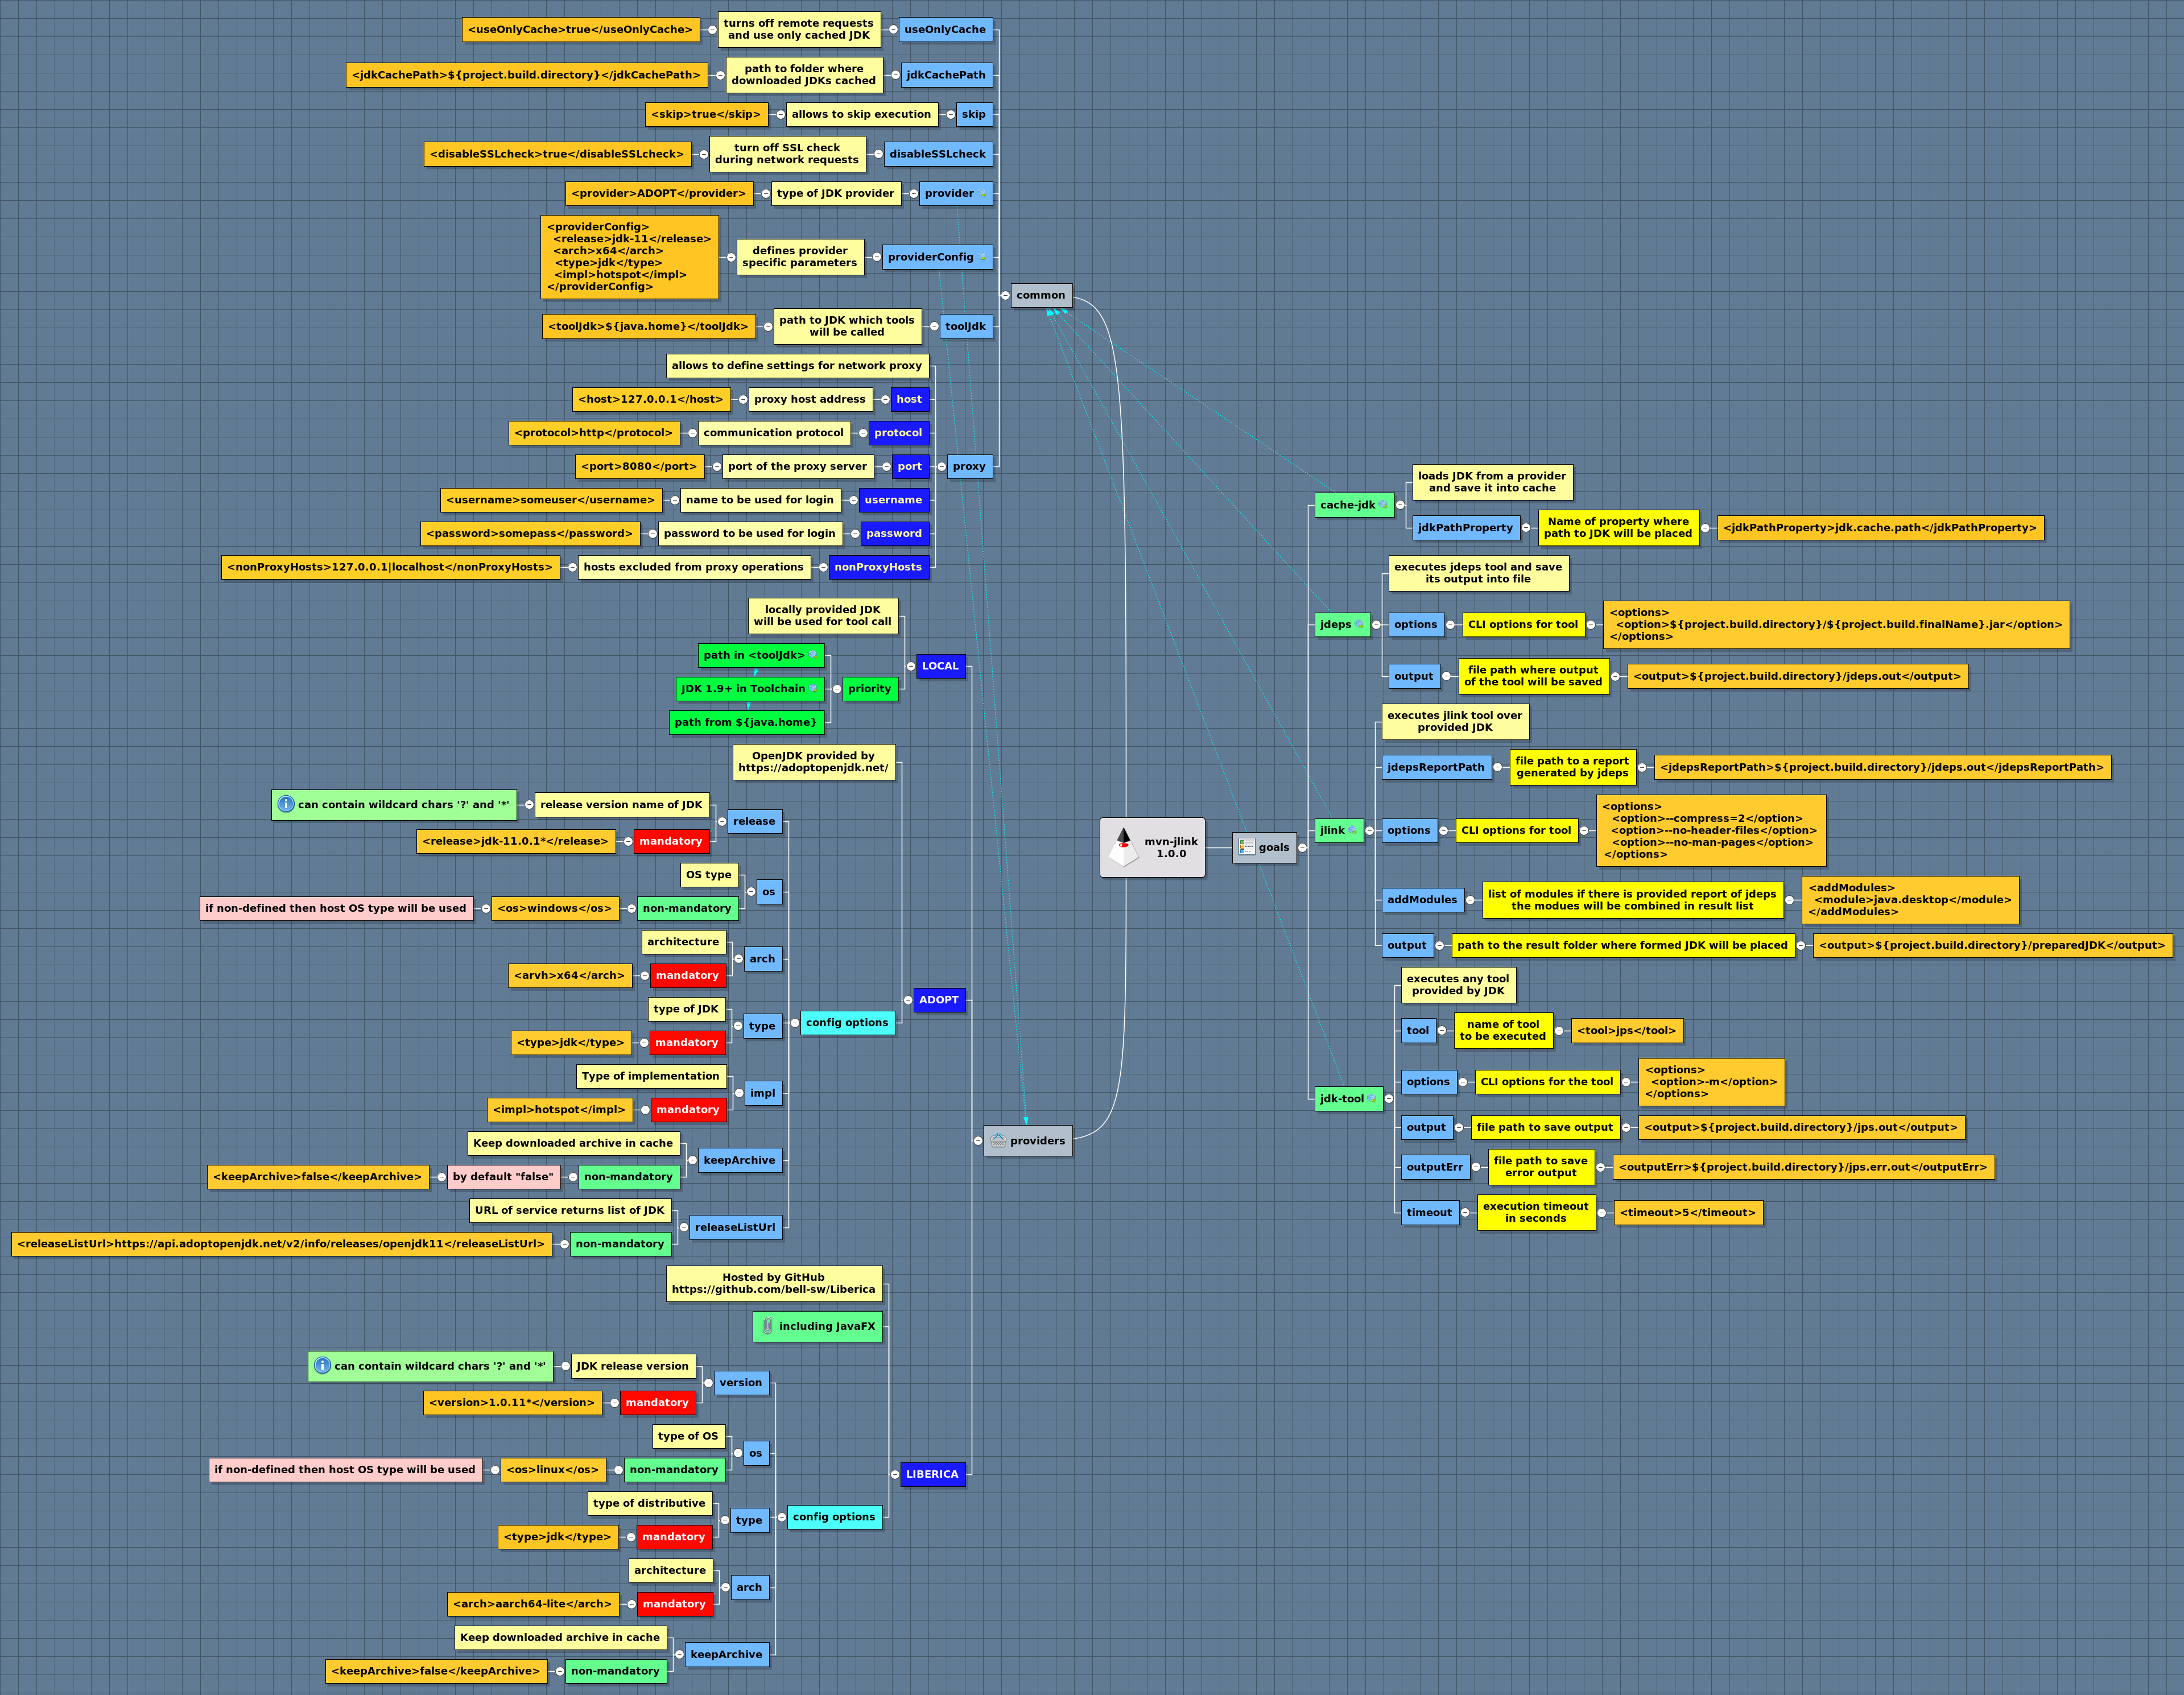 mvn-jlink
1.0.0
common
useOnlyCache
turns off remote requests
and use only cached JDK
<useOnlyCache>true</useOnlyCache>
jdkCachePath
path to folder where
downloaded JDKs cached
<jdkCachePath>${project.build.directory}</jdkCachePath>
skip
allows to skip execution
<skip>true</skip>
disableSSLcheck
turn off SSL check
during network requests
<disableSSLcheck>true</disableSSLcheck>
provider
type of JDK provider
<provider>ADOPT</provider>
providerConfig
defines provider
specific parameters
<providerConfig>
<release>jdk-11</release>
<arch>x64</arch>
<type>jdk</type>
<impl>hotspot</impl>
</providerConfig>
toolJdk
path to JDK which tools
will be called
<toolJdk>${java.home}</toolJdk>
proxy
allows to define settings for network proxy
host
proxy host address
<host>127.0.0.1</host>
protocol
communication protocol
<protocol>http</protocol>
port
port of the proxy server
<port>8080</port>
username
name to be used for login
<username>someuser</username>
password
password to be used for login
<password>somepass</password>
nonProxyHosts
hosts excluded from proxy operations
<nonProxyHosts>127.0.0.1|localhost</nonProxyHosts>
providers
LOCAL
locally provided JDK
will be used for tool call
priority
path in <toolJdk>
JDK 1.9+ in Toolchain
path from ${java.home}
ADOPT
OpenJDK provided by
https://adoptopenjdk.net/
config options
release
release version name of JDK
can contain wildcard chars '?' and '*'
mandatory
<release>jdk-11.0.1*</release>
os
OS type
non-mandatory
<os>windows</os>
if non-defined then host OS type will be used
arch
architecture
mandatory
<arvh>x64</arch>
type
type of JDK
mandatory
<type>jdk</type>
impl
Type of implementation
mandatory
<impl>hotspot</impl>
keepArchive
Keep downloaded archive in cache
non-mandatory
by default "false"
<keepArchive>false</keepArchive>
releaseListUrl
URL of service returns list of JDK
non-mandatory
<releaseListUrl>https://api.adoptopenjdk.net/v2/info/releases/openjdk11</releaseListUrl>
LIBERICA
Hosted by GitHub
https://github.com/bell-sw/Liberica
including JavaFX
config options
version
JDK release version
can contain wildcard chars '?' and '*'
mandatory
<version>1.0.11*</version>
os
type of OS
non-mandatory
<os>linux</os>
if non-defined then host OS type will be used
type
type of distributive
mandatory
<type>jdk</type>
arch
architecture
mandatory
<arch>aarch64-lite</arch>
keepArchive
Keep downloaded archive in cache
non-mandatory
<keepArchive>false</keepArchive>
goals
cache-jdk
loads JDK from a provider
and save it into cache
jdkPathProperty
Name of property where
path to JDK will be placed
<jdkPathProperty>jdk.cache.path</jdkPathProperty>
jdeps
executes jdeps tool and save
its output into file
options
CLI options for tool
<options>
<option>${project.build.directory}/${project.build.finalName}.jar</option>
</options>
output
file path where output
of the tool will be saved
<output>${project.build.directory}/jdeps.out</output>
jlink
executes jlink tool over
provided JDK
jdepsReportPath
file path to a report
generated by jdeps
<jdepsReportPath>${project.build.directory}/jdeps.out</jdepsReportPath>
options
CLI options for tool
<options>
<option>--compress=2</option>
<option>--no-header-files</option>
<option>--no-man-pages</option>
</options>
addModules
list of modules if there is provided report of jdeps
the modues will be combined in result list
<addModules>
<module>java.desktop</module>
</addModules>
output
path to the result folder where formed JDK will be placed
<output>${project.build.directory}/preparedJDK</output>
jdk-tool
executes any tool
provided by JDK
tool
name of tool
to be executed
<tool>jps</tool>
options
CLI options for the tool
<options>
<option>-m</option>
</options>
output
file path to save output
<output>${project.build.directory}/jps.out</output>
outputErr
file path to save
error output
<outputErr>${project.build.directory}/jps.err.out</outputErr>
timeout
execution timeout
in seconds
<timeout>5</timeout>